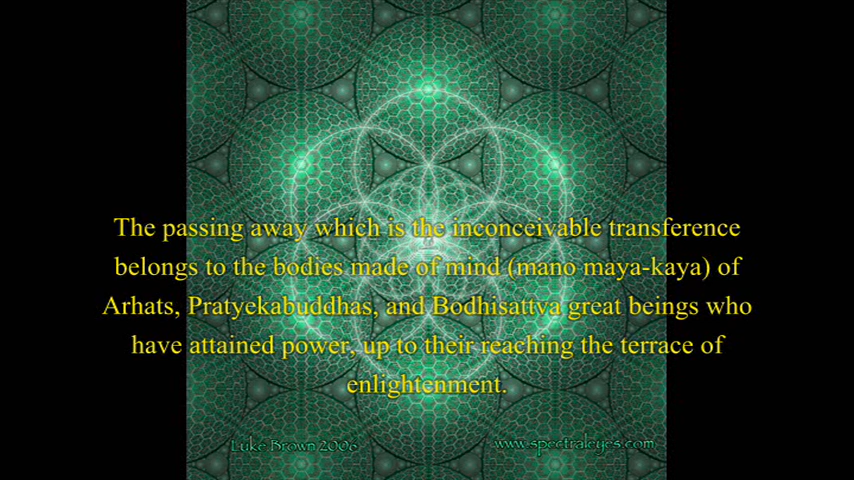 The passing away which is the inconceivable transference
belongs to the bodies made of mind (mano maya-kaya) of
Arhats, Pratyekabuddhas, and Bodhisattva great beings who
have attained power, up to their reaching the terrace of
enlightenment.
Luke Brown 2006
www.spectraleyes.com